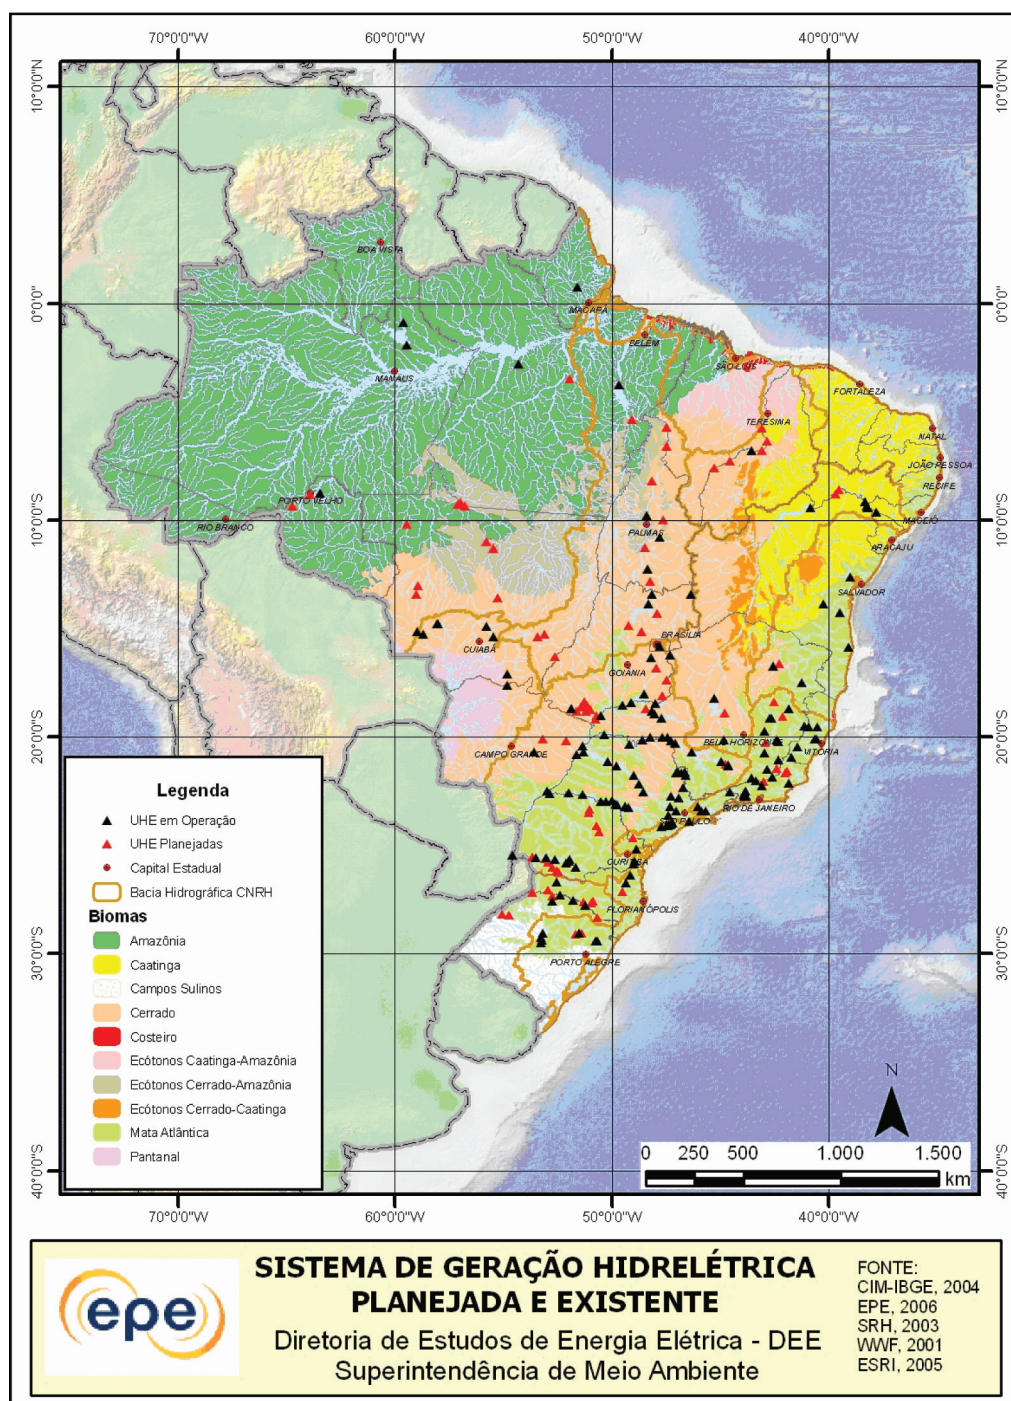 70°0'0"W 60°0'0"W 50°0'0"W 40°0'0"W
10°0'0"N 10°0'0"N
BOA VISTA
0°0'0" 0°0'0"
MACAPÁ
BELÉM
SÃO LUÍS
MANAUS
FORTALEZA
TERESINA
NATAL
JOÃO PESSOA
RECIFE
PORTO VELHO
MACEIÓ
10°0'0"S 10°0'0"S
RIO BRANCO
PALMAS
ARACAJU
SALVADOR
BRASÍLIA
CUIABÁ
GOIANIA
20°0'0"S 20°0'0"S
CAMPO GRANDE
BELO HORIZONTE
VITÓRIA
RIO DE JANEIRO
SÃO PAULO
CURITIBA
FLORIANÓPOLIS
30°0'0"S 30°0'0"S
PORTO ALEGRE
Legenda
UHE em Operação
UHE Planejadas
Capital Estadual
Bacia Hidrográfica CNRH
Biomas
Amazônia
Caatinga
Campos Sulinos
Cerrado
Costeiro
Ecótonos Caatinga-Amazônia
Ecótonos Cerrado-Amazônia
Ecótonos Cerrado-Caatinga
Mata Atlântica
Pantanal
N
0 250 500 1.000 1.500
km
40°0'0"S 40°0'0"S
70°0'0"W 60°0'0"W 50°0'0"W 40°0'0"W
epe
SISTEMA DE GERAÇÃO HIDRELÉTRICA
PLANEJADA E EXISTENTE
Diretoria de Estudos de Energia Elétrica - DEE
Superintendência de Meio Ambiente
FONTE:
CIM-IBGE, 2004
EPE, 2006
SRH, 2003
WWF, 2001
ESRI, 2005